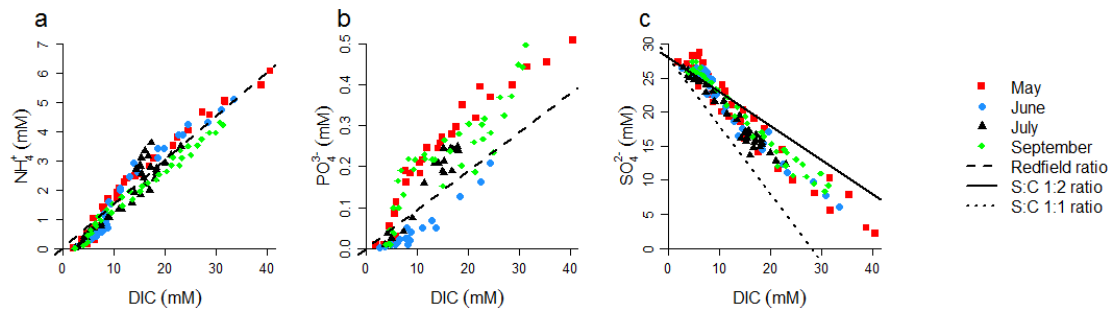 a
NH₄⁺ (mM)
7
6
5
4
3
2
1
0
0 10 20 30 40
DIC (mM)
b
PO₄³⁻ (mM)
0.5
0.4
0.3
0.2
0.1
0.0
0 10 20 30 40
DIC (mM)
c
SO₄²⁻ (mM)
30
25
20
15
10
5
0
0 10 20 30 40
DIC (mM)
May
June
July
September
Redfield ratio
S:C 1:2 ratio
S:C 1:1 ratio